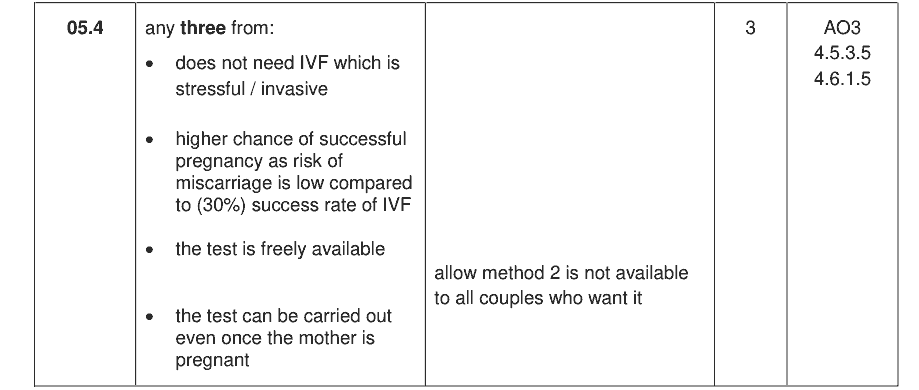 05.4
any three from:
• does not need IVF which is
stressful / invasive
• higher chance of successful
pregnancy as risk of
miscarriage is low compared
to (30%) success rate of IVF
• the test is freely available
• the test can be carried out
even once the mother is
pregnant
allow method 2 is not available
to all couples who want it
3
AO3
4.5.3.5
4.6.1.5